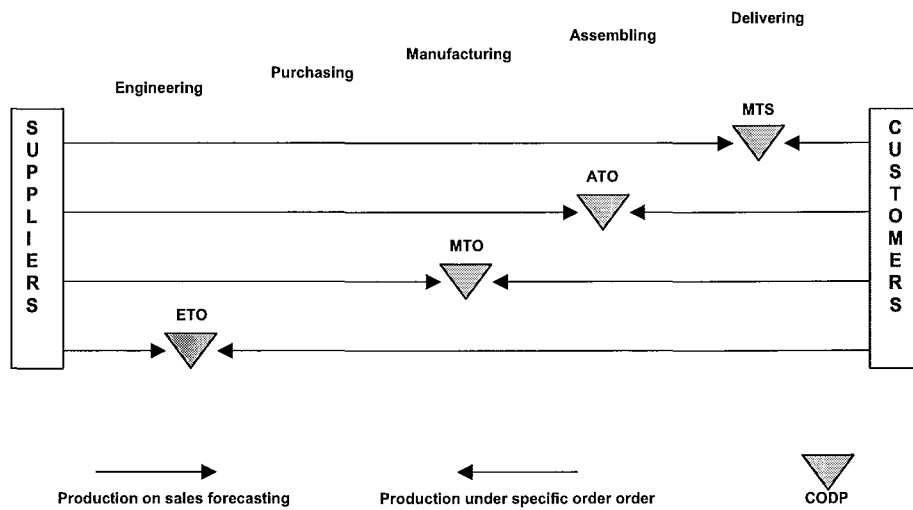 Delivering
Assembling
Manufacturing
Purchasing
Engineering
SUPPLIERS
CUSTOMERS
MTS
ATO
MTO
ETO
Production on sales forecasting
Production under specific order order
CODP